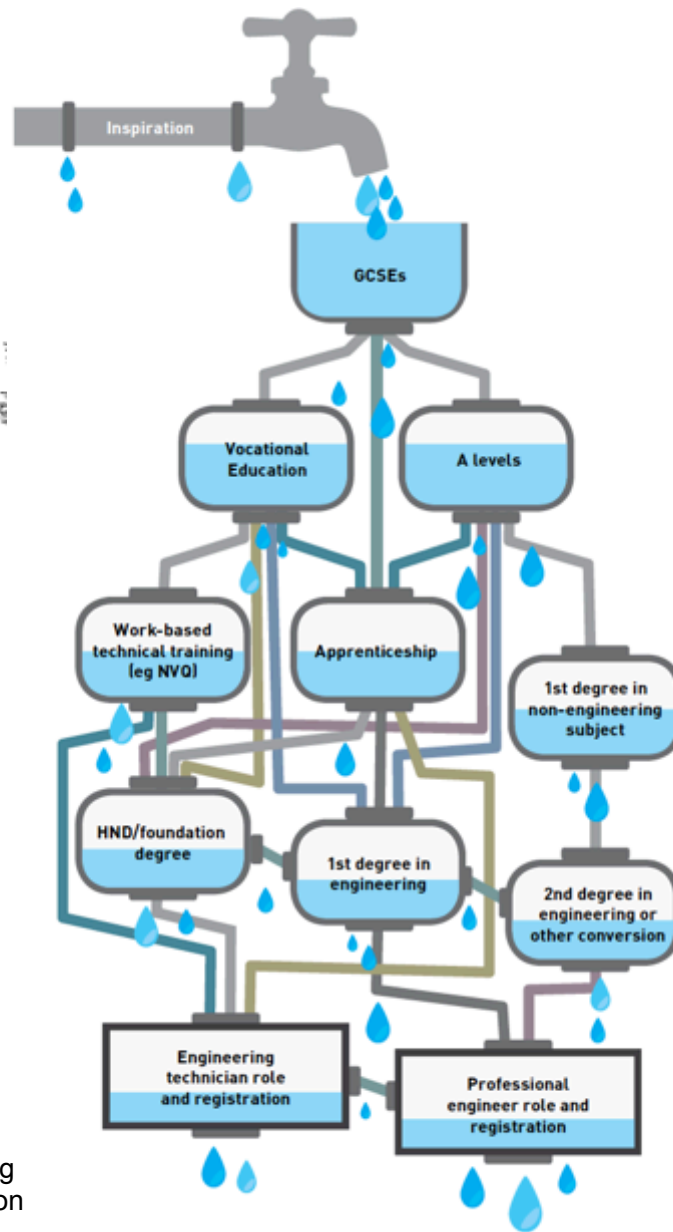 Inspiration
GCSEs
Vocational
Education
A levels
Work-based
technical training
(eg NVQ)
Apprenticeship
1st degree in
non-engineering
subject
HND/foundation
degree
1st degree in
engineering
2nd degree in
engineering or
other conversion
Engineering
technician role
and registration
Professional
engineer role and
registration
g
on